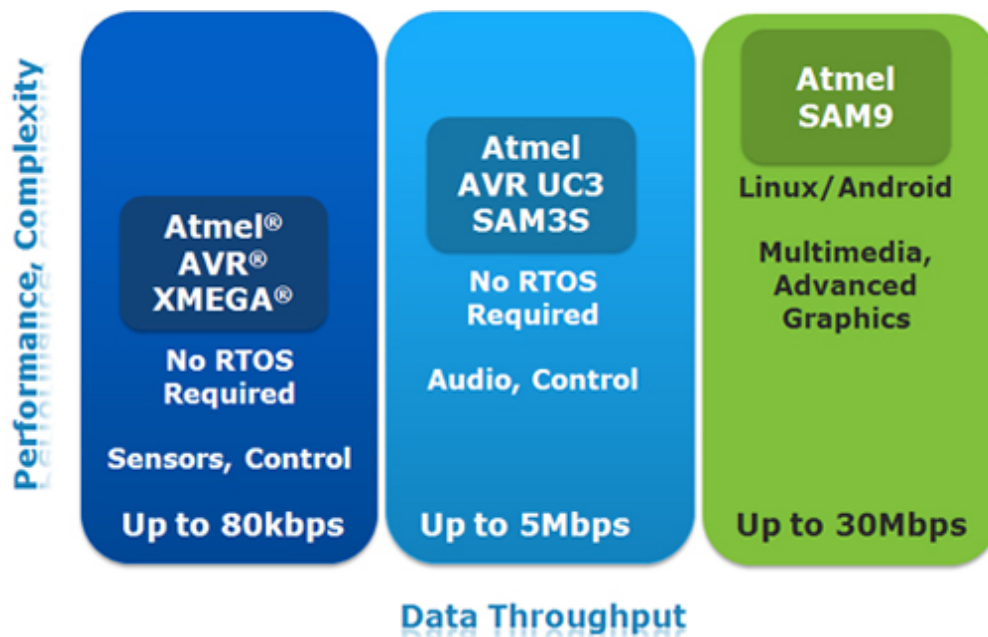 Performance, Complexity
Atmel®
AVR®
XMEGA®
No RTOS
Required
Sensors, Control
Up to 80kbps
Atmel
AVR UC3
SAM3S
No RTOS
Required
Audio, Control
Up to 5Mbps
Atmel
SAM9
Linux/Android
Multimedia,
Advanced
Graphics
Up to 30Mbps
Data Throughput